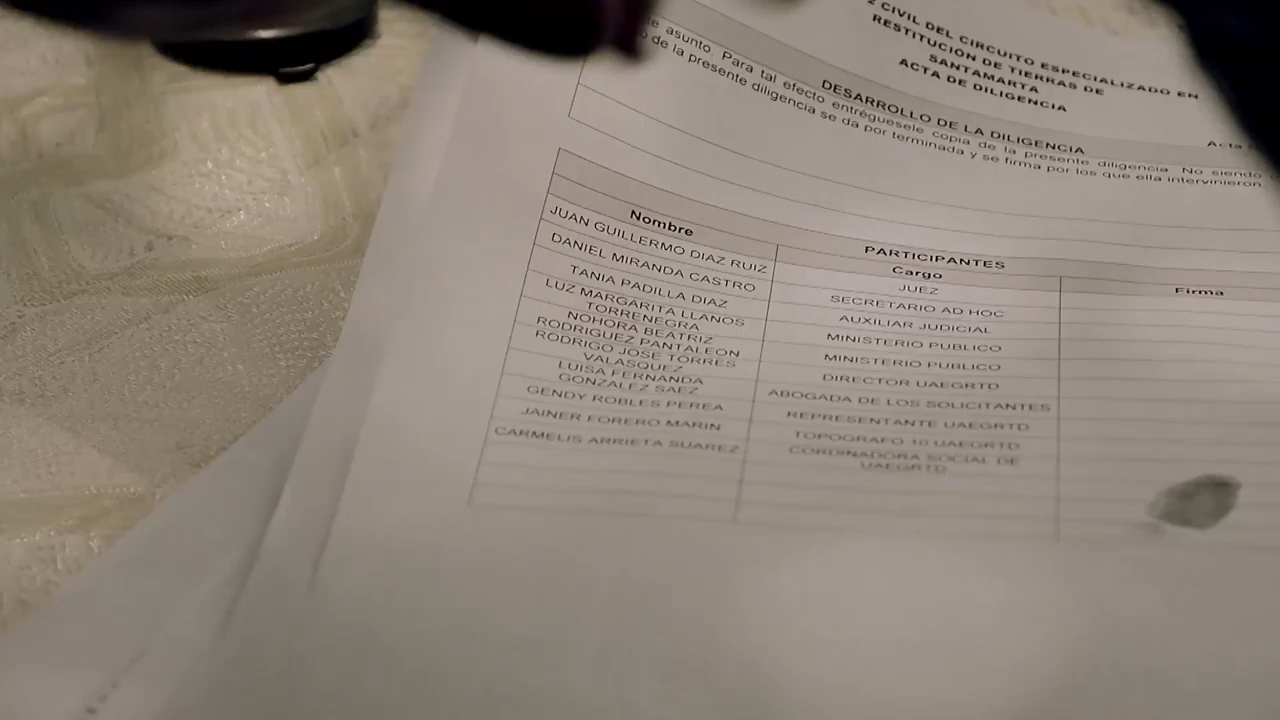 CIVIL DEL CIRCUITO ESPECIALIZADO EN
RESTITUCIÓN DE TIERRAS DE
SANTAMARTA
ACTA DE DILIGENCIA
Acta
DESARROLLO DE LA DILIGENCIA
asunto. Para tal efecto entréguesele copia de la presente diligencia. No siendo
de la presente diligencia se da por terminada y se firma por los que ella intervinieron
PARTICIPANTES
Nombre Cargo Firma
JUAN GUILLERMO DIAZ RUIZ JUEZ
DANIEL MIRANDA CASTRO SECRETARIO AD HOC
TANIA PADILLA DIAZ AUXILIAR JUDICIAL
LUZ MARGARITA LLANOS
TORRENEGRA MINISTERIO PUBLICO
NOHORA BEATRIZ
RODRIGUEZ PANTALEON MINISTERIO PUBLICO
RODRIGO JOSE TORRES
VALASQUEZ DIRECTOR UAEGRTD
LUISA FERNANDA
GONZALEZ SAEZ ABOGADA DE LOS SOLICITANTES
GENDY ROBLES PEREA REPRESENTANTE UAEGRTD
JAINER FORERO MARIN TOPOGRAFO 10 UAEGRTD
CARMELIS ARRIETA SUAREZ CORDINADORA SOCIAL DE
UAEGRTD